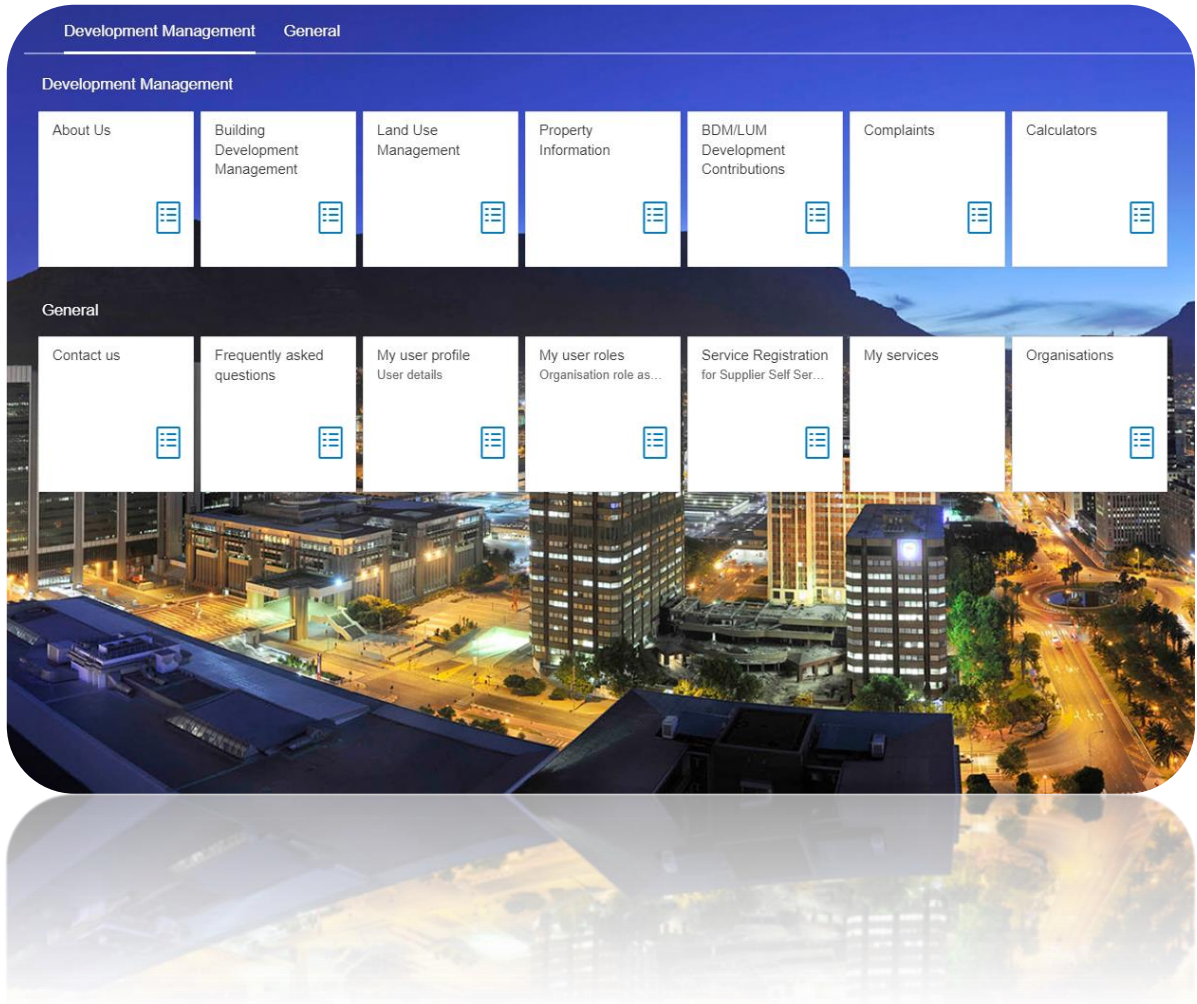 Development Management General
Development Management
About Us
Building
Development
Management
Land Use
Management
Property
Information
BDM/LUM
Development
Contributions
Complaints
Calculators
General
Contact us
Frequently asked
questions
My user profile
User details
My user roles
Organisation role as...
Service Registration
for Supplier Self Ser...
My services
Organisations